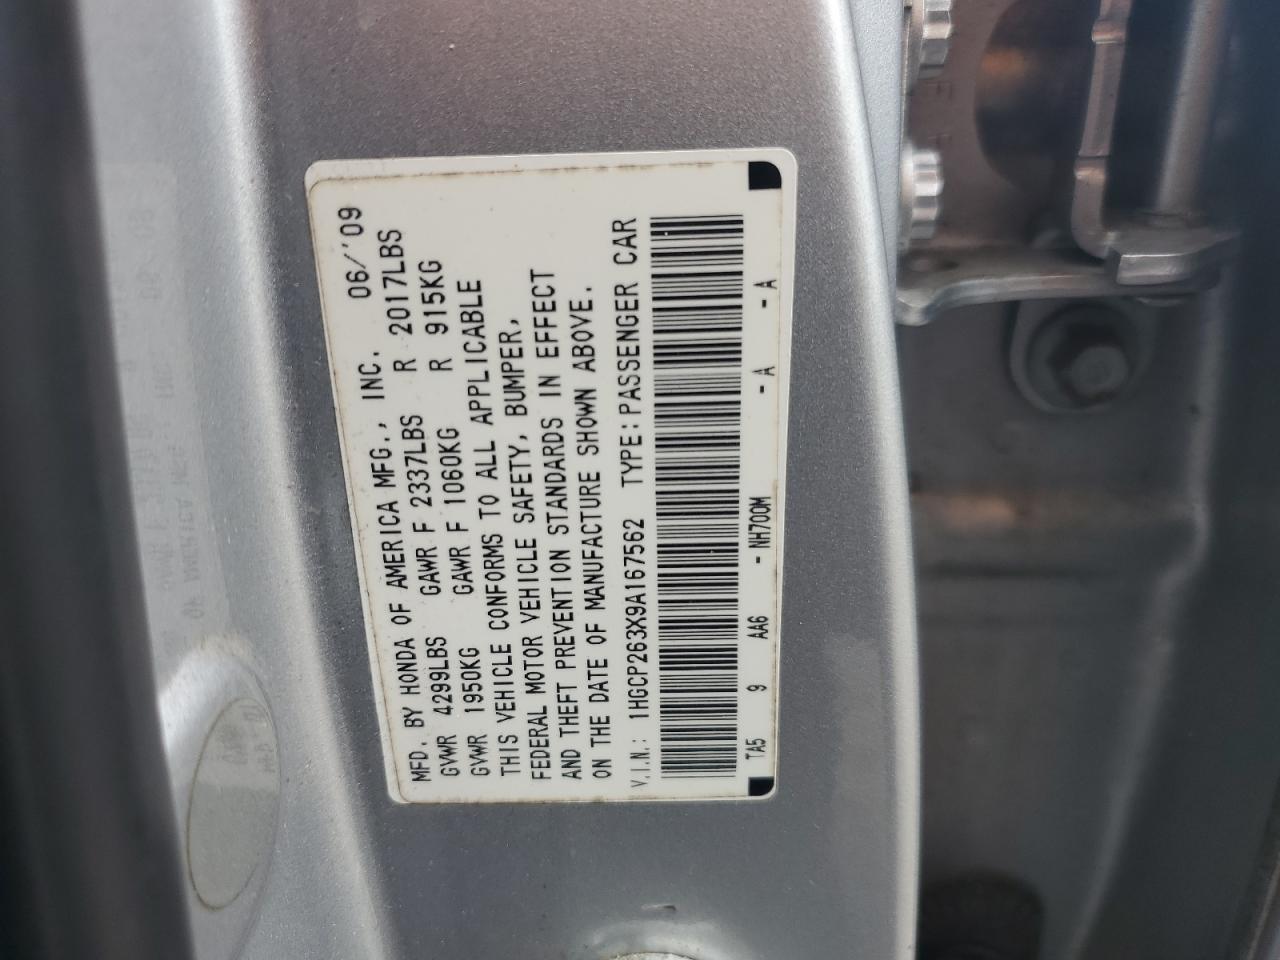 MFD. BY HONDA OF AMERICA MFG., INC. 06/'09
GVWR 4299LBS GAWR F 2337LBS R 2017LBS
GVWR 1950KG GAWR F 1060KG R 915KG
THIS VEHICLE CONFORMS TO ALL APPLICABLE
FEDERAL MOTOR VEHICLE SAFETY, BUMPER,
AND THEFT PREVENTION STANDARDS IN EFFECT
ON THE DATE OF MANUFACTURE SHOWN ABOVE.
V.I.N.: 1HGCP263X9A167562 TYPE:PASSENGER CAR
TA5 9 AA6 - NH700M - A - A